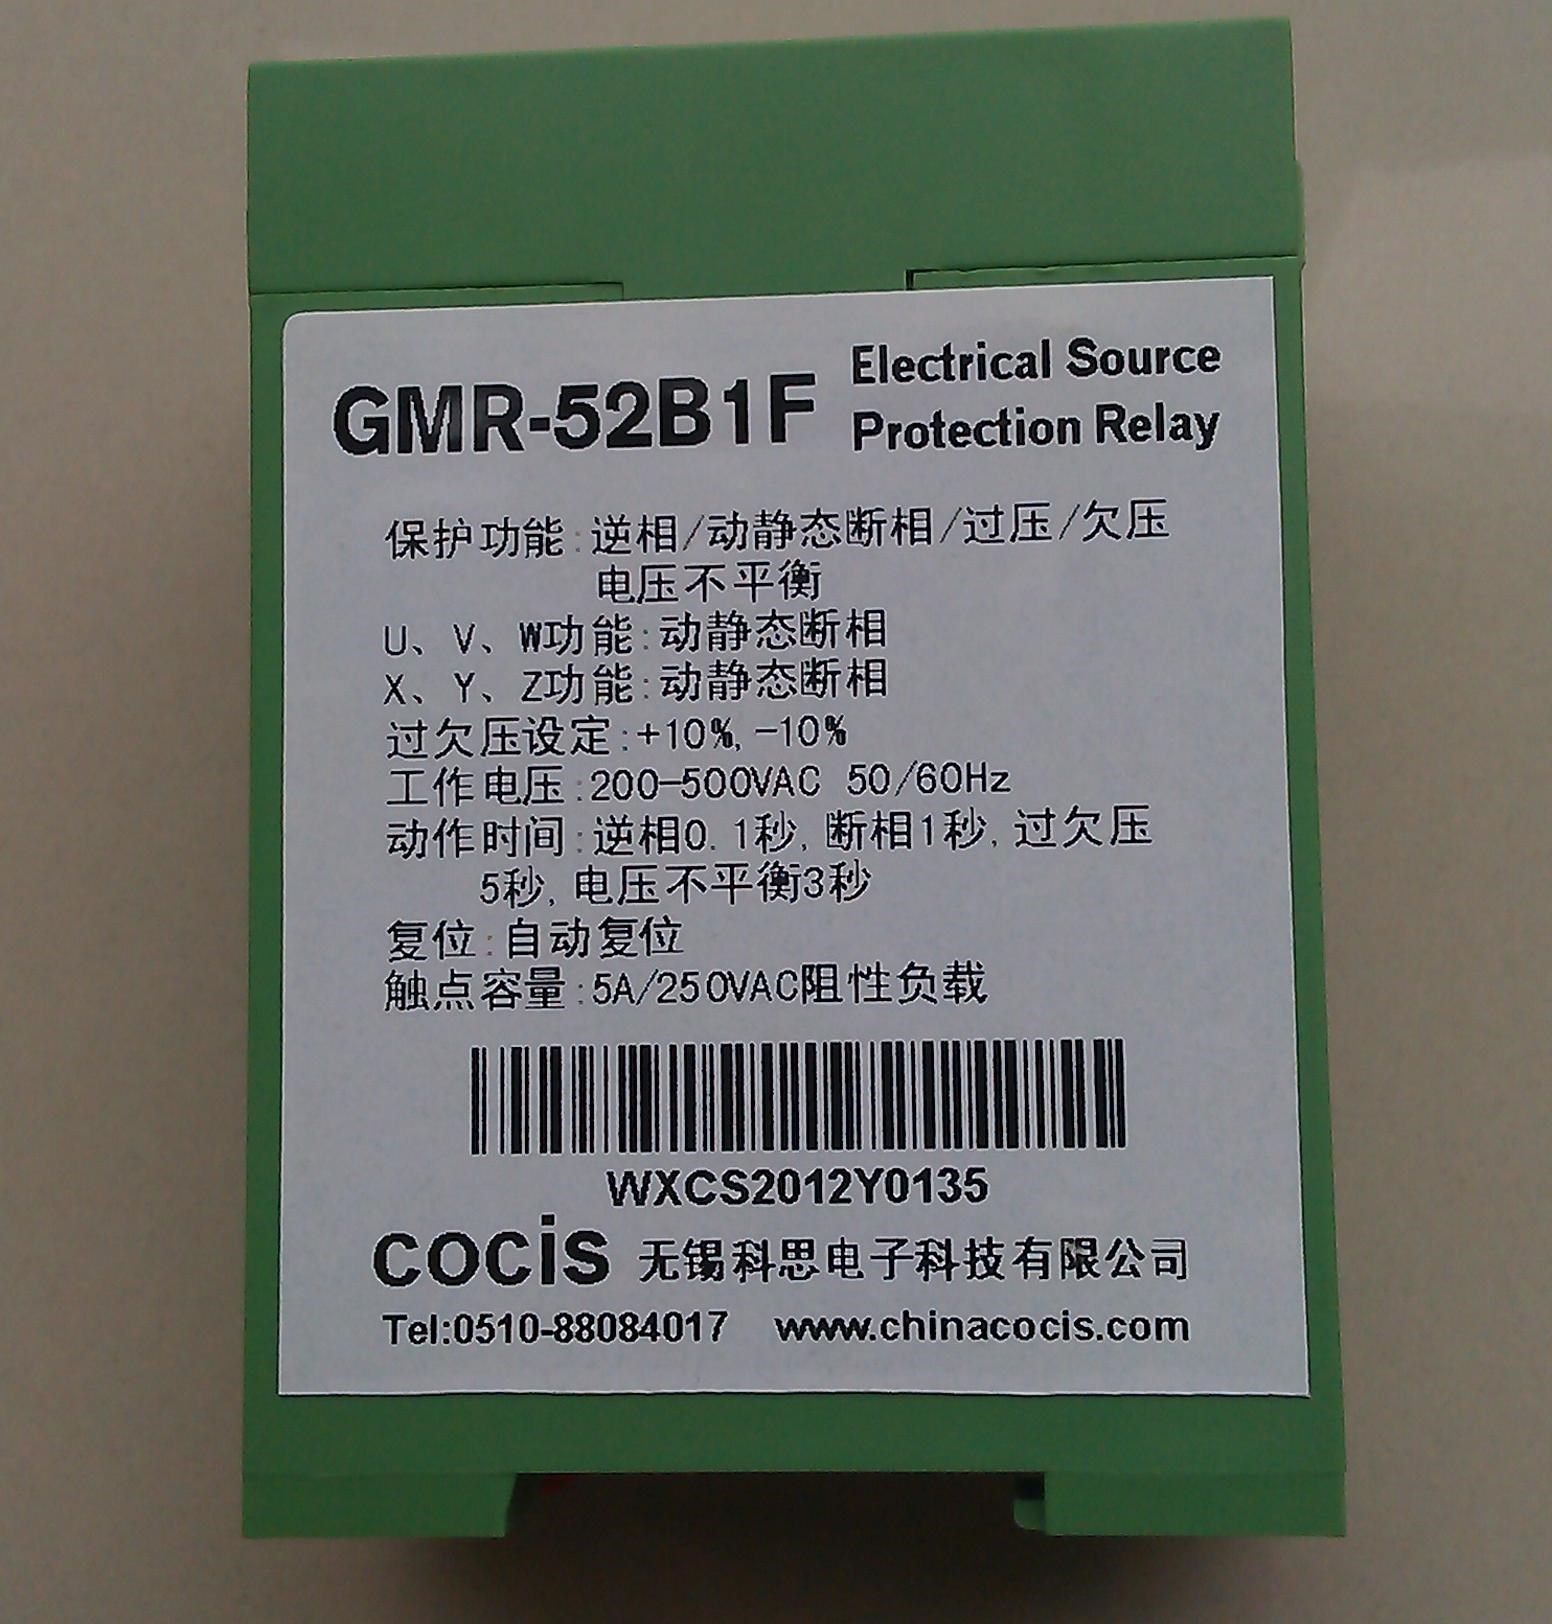 GMR-52B1F
Electrical Source
Protection Relay
保护功能:逆相/动静态断相/过压/欠压
电压不平衡
U、V、W功能:动静态断相
X、Y、Z功能:动静态断相
过欠压设定:+10%,-10%
工作电压:200-500VAC 50/60Hz
动作时间:逆相0.1秒,断相1秒,过欠压
5秒,电压不平衡3秒
复位:自动复位
触点容量:5A/250VAC阻性负载
WXCS2012Y0135
COCiS 无锡科思电子科技有限公司
Tel:0510-88084017 www.chinacocis.com